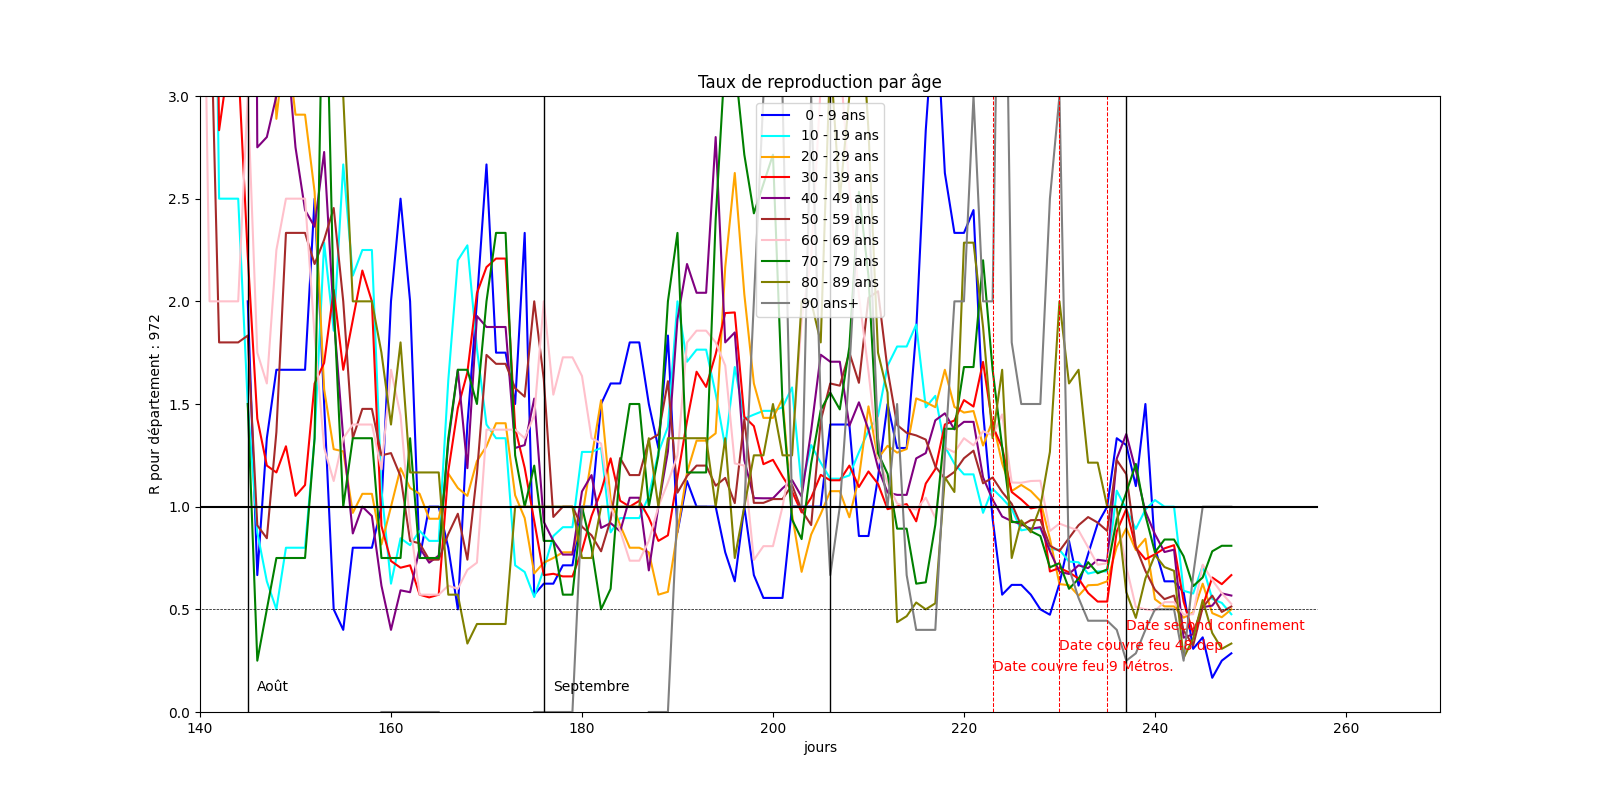 Taux de reproduction par âge
R pour département : 972
3.0
2.5
2.0
1.5
1.0
0.5
0.0
0 - 9 ans
10 - 19 ans
20 - 29 ans
30 - 39 ans
40 - 49 ans
50 - 59 ans
60 - 69 ans
70 - 79 ans
80 - 89 ans
90 ans+
Date second confinement
Date couvre feu 48 dep
Date couvre feu 9 Métros.
Août
Septembre
140
160
180
200
220
240
260
jours